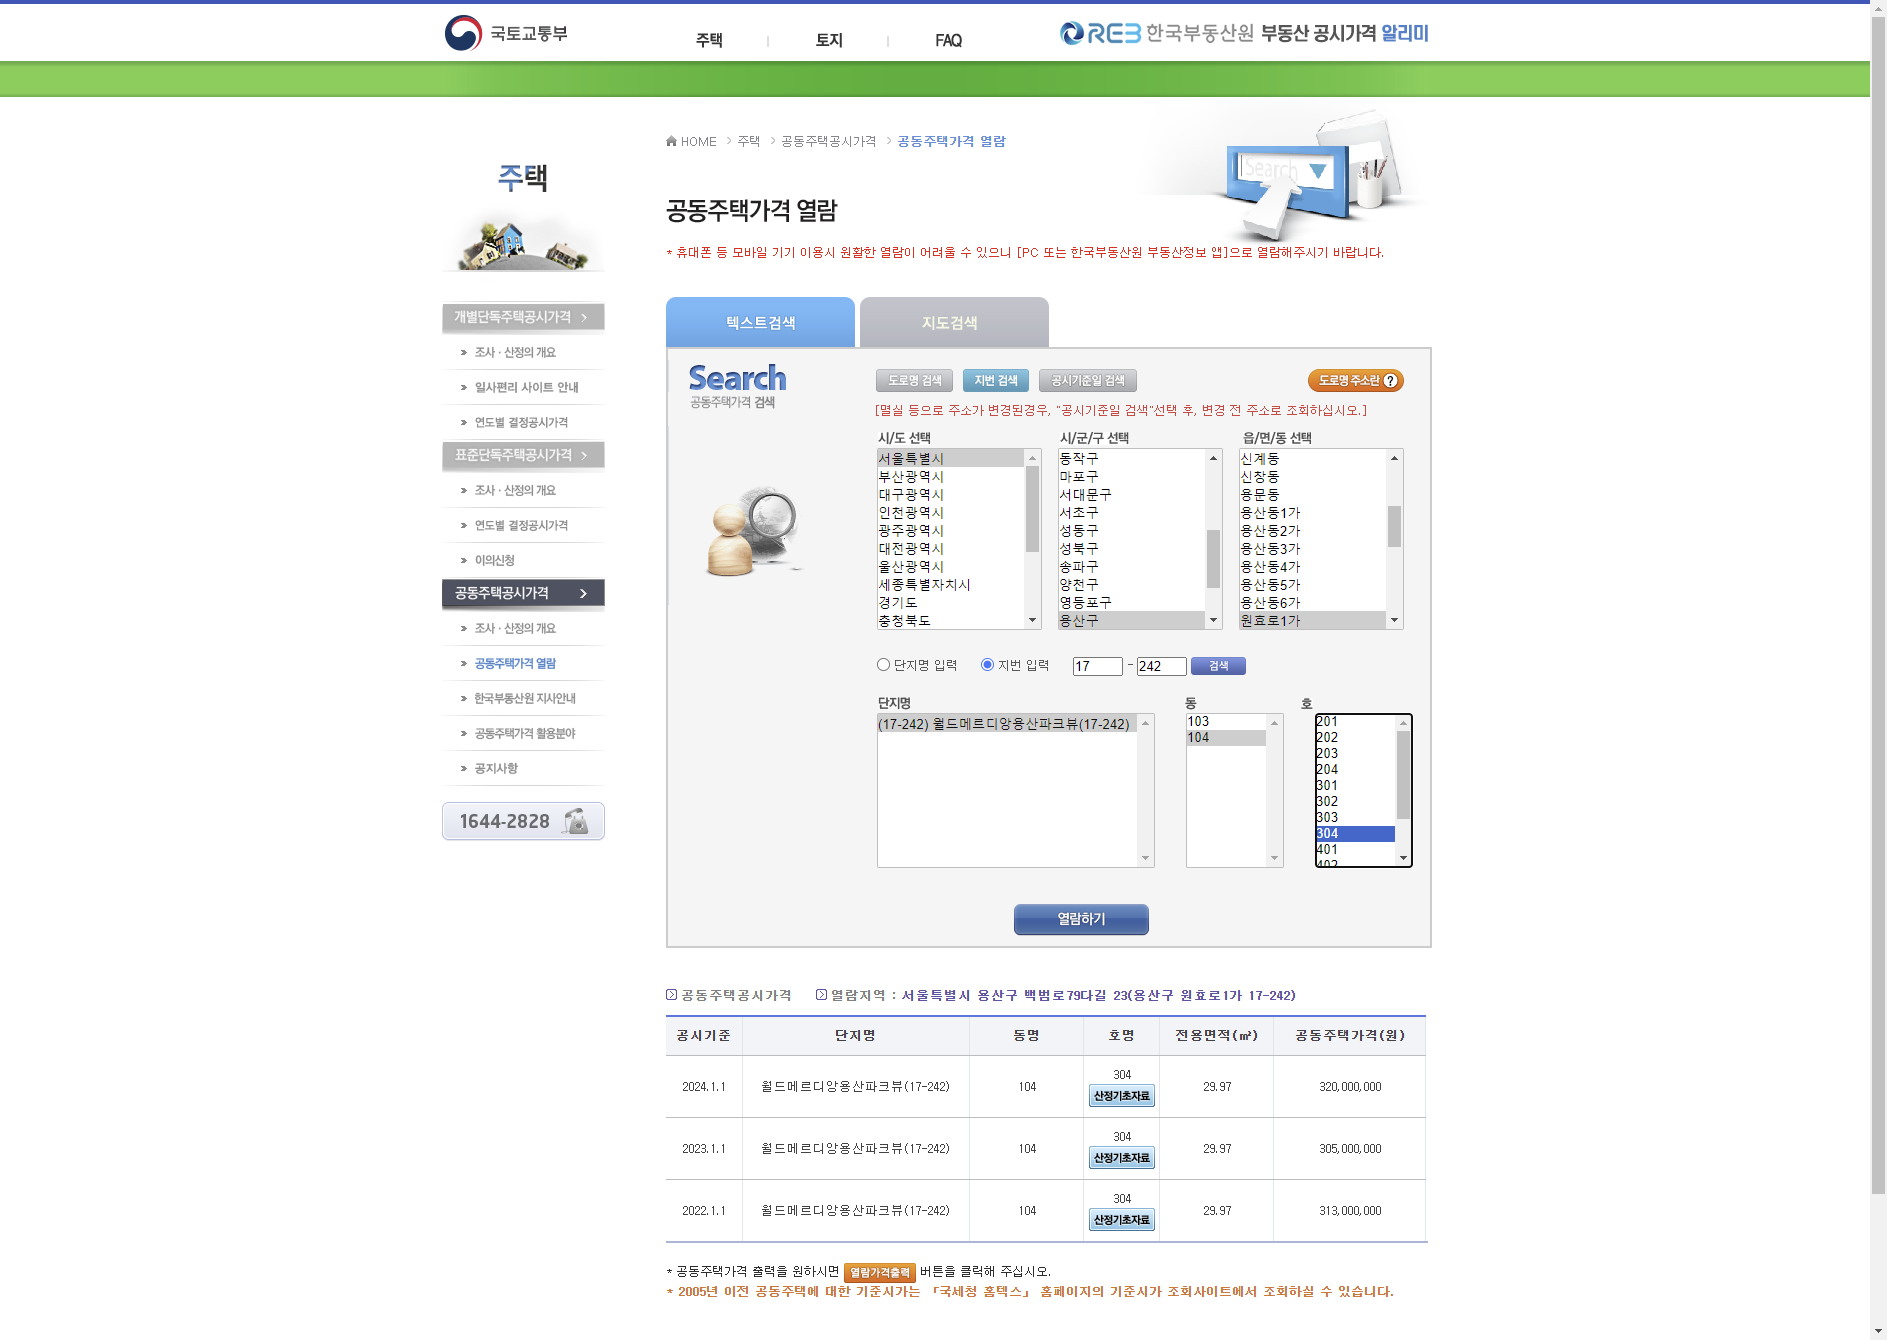 국토교통부
주택
토지
FAQ
REB 한국부동산원 부동산 공시가격 알리미
HOME > 주택 > 공동주택공시가격 > 공동주택가격 열람
주택
Search
공동주택가격 열람
* 휴대폰 등 모바일 기기 이용시 원활한 열람이 어려울 수 있으니 [PC 또는 한국부동산원 부동산정보 앱]으로 열람해주시기 바랍니다.
개별단독주택공시가격
조사 · 산정의 개요
일사편리 사이트 안내
연도별 결정공시가격
표준단독주택공시가격
조사 · 산정의 개요
연도별 결정공시가격
이의신청
공동주택공시가격
조사 · 산정의 개요
공동주택가격 열람
한국부동산원 지사안내
공동주택가격 활용분야
공지사항
1644-2828
텍스트검색
지도검색
Search
공동주택가격 검색
도로명 검색
지번 검색
공시기준일 검색
도로명 주소란 ?
[멸실 등으로 주소가 변경된경우, "공시기준일 검색"선택 후, 변경 전 주소로 조회하십시오.]
시/도 선택
서울특별시
부산광역시
대구광역시
인천광역시
광주광역시
대전광역시
울산광역시
세종특별자치시
경기도
충청북도
시/군/구 선택
동작구
마포구
서대문구
서초구
성동구
성북구
송파구
양천구
영등포구
용산구
읍/면/동 선택
신계동
신창동
용문동
용산동1가
용산동2가
용산동3가
용산동4가
용산동5가
용산동6가
원효로1가
단지명 입력
지번 입력
17 - 242
검색
단지명
(17-242) 월드메르디앙용산파크뷰(17-242)
동
103
104
호
201
202
203
204
301
302
303
304
401
402
열람하기
공동주택공시가격
열람지역 : 서울특별시 용산구 백범로79다길 23(용산구 원효로1가 17-242)
공시기준 단지명 동명 호명 전용면적(㎡) 공동주택가격(원)
2024.1.1 월드메르디앙용산파크뷰(17-242) 104 304 산정기초자료 29.97 320,000,000
2023.1.1 월드메르디앙용산파크뷰(17-242) 104 304 산정기초자료 29.97 305,000,000
2022.1.1 월드메르디앙용산파크뷰(17-242) 104 304 산정기초자료 29.97 313,000,000
* 공동주택가격 출력을 원하시면 열람가격출력 버튼을 클릭해 주십시오.
* 2005년 이전 공동주택에 대한 기준시가는 「국세청 홈텍스」 홈페이지의 기준시가 조회사이트에서 조회하실 수 있습니다.